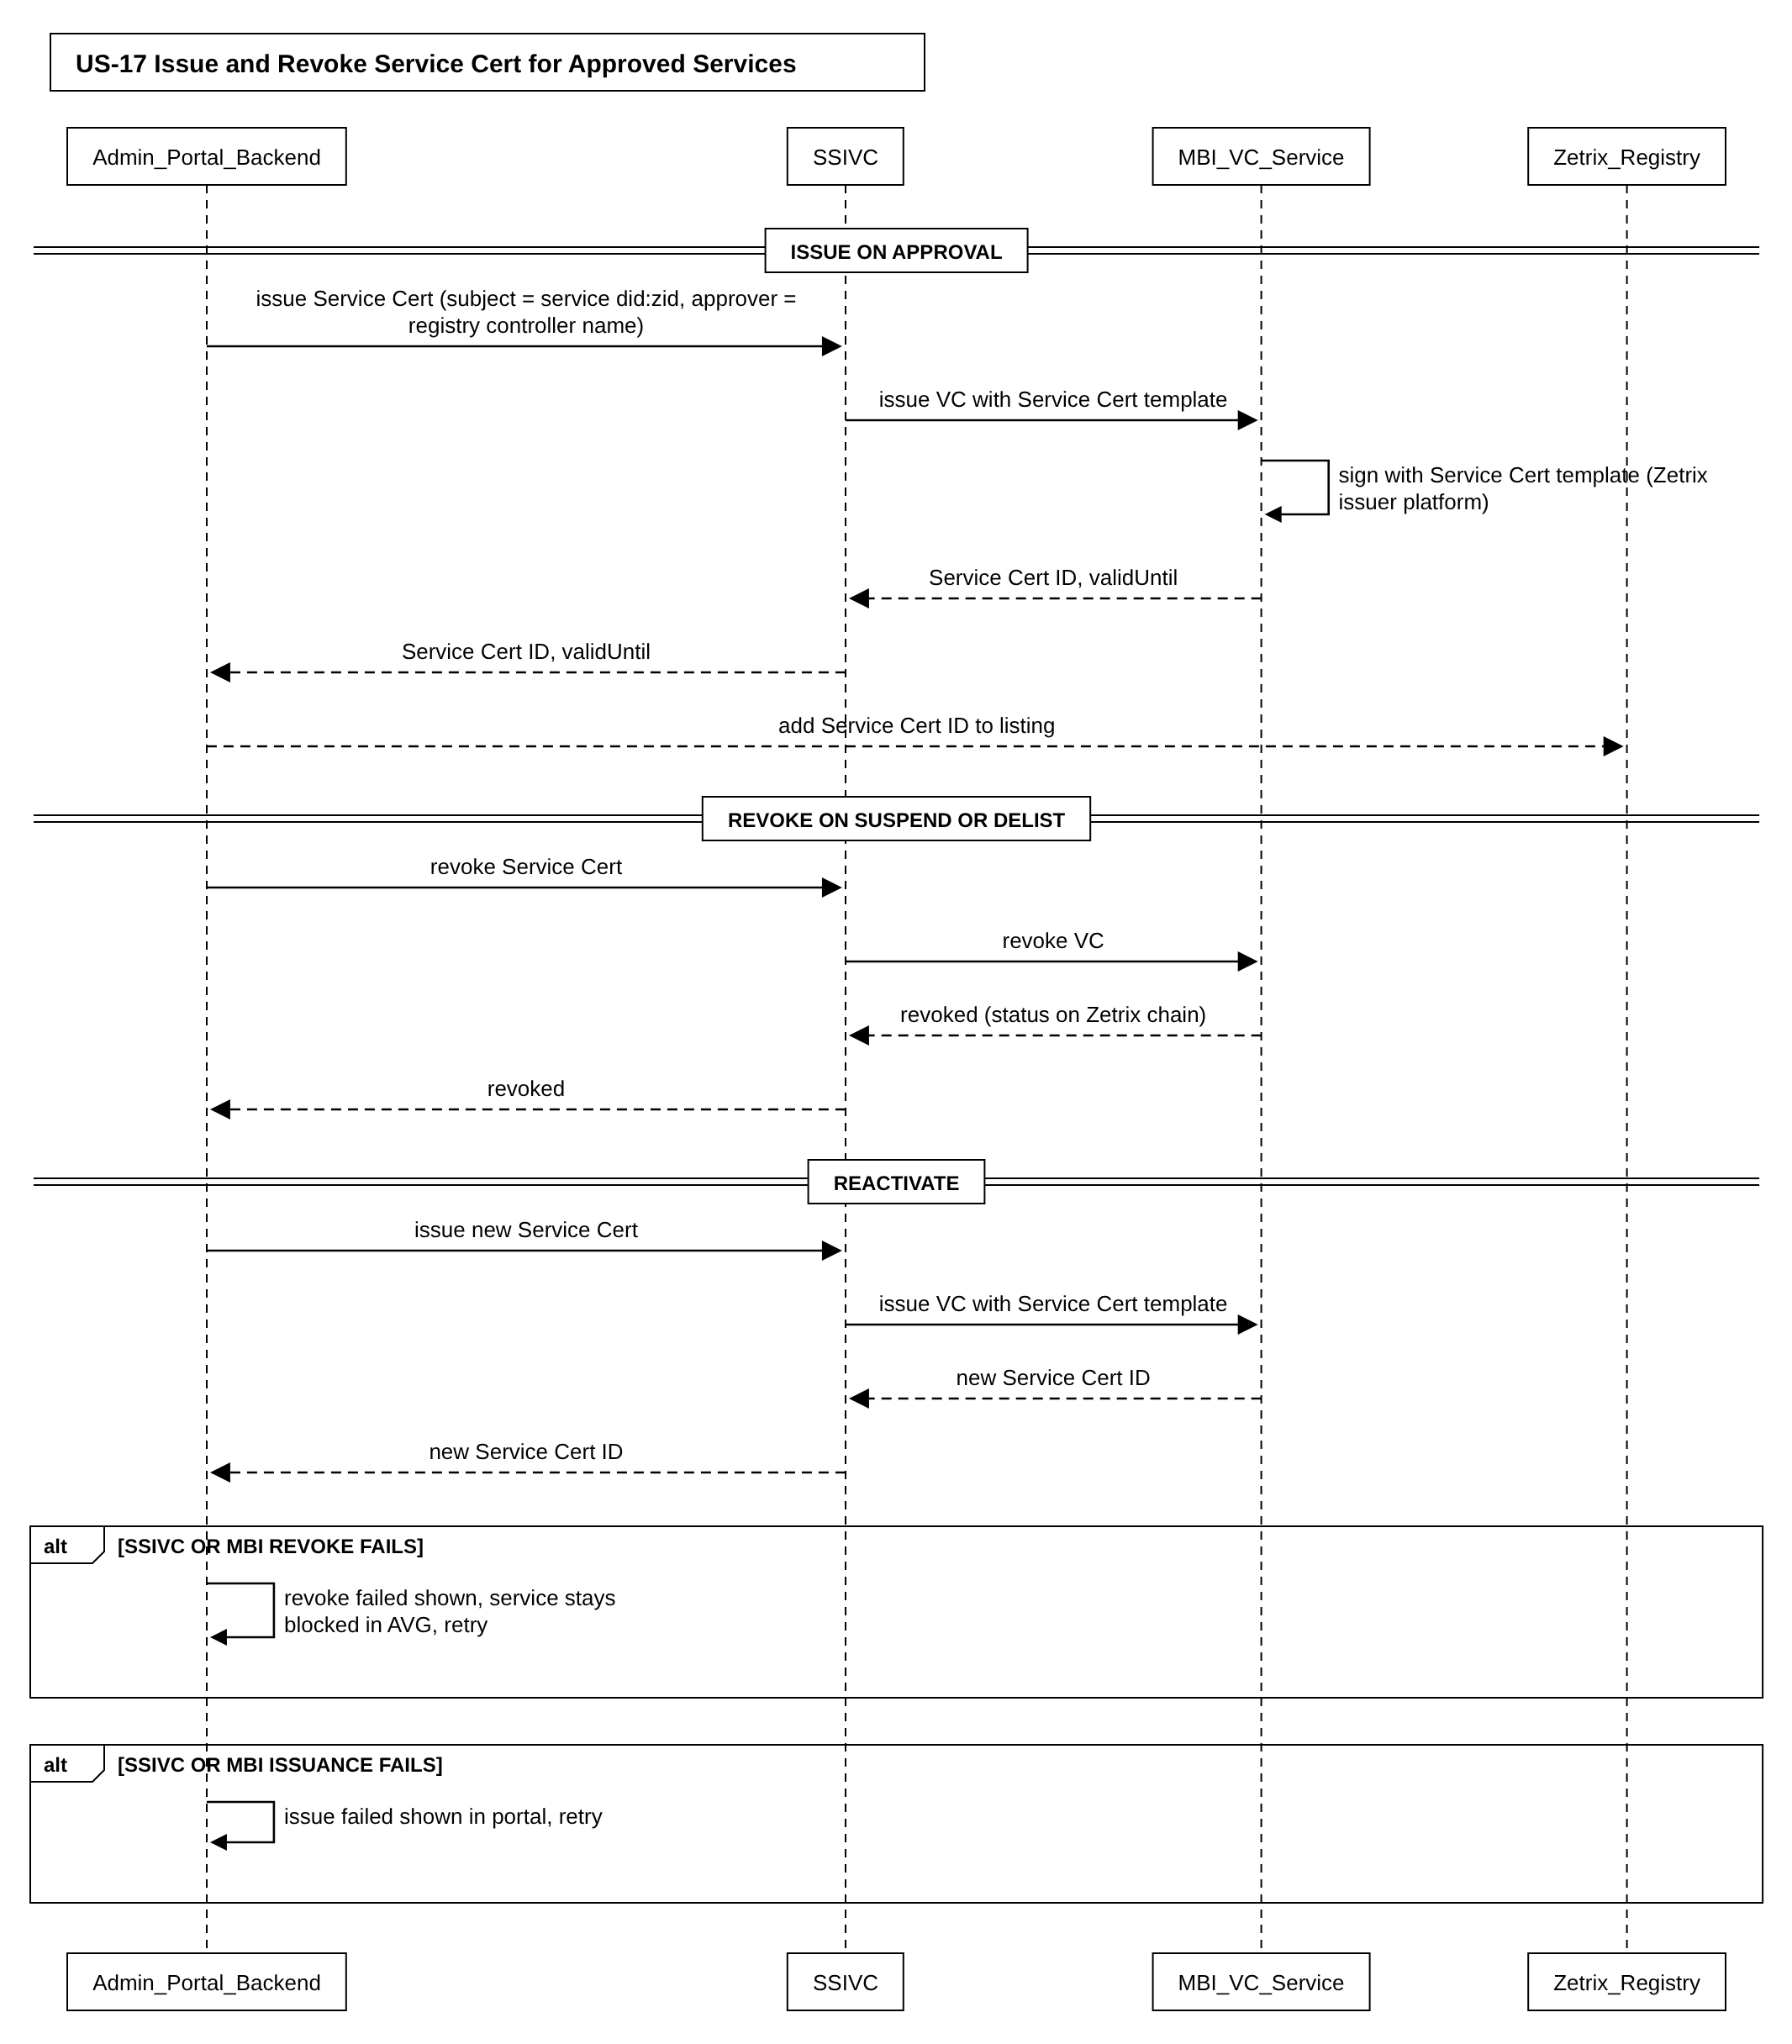 US-17 Issue and Revoke Service Cert for Approved Services
Admin_Portal_Backend
SSIVC
MBI_VC_Service
Zetrix_Registry
ISSUE ON APPROVAL
issue Service Cert (subject = service did:zid, approver =
registry controller name)
issue VC with Service Cert template
sign with Service Cert template (Zetrix
issuer platform)
Service Cert ID, validUntil
Service Cert ID, validUntil
add Service Cert ID to listing
REVOKE ON SUSPEND OR DELIST
revoke Service Cert
revoke VC
revoked (status on Zetrix chain)
revoked
REACTIVATE
issue new Service Cert
issue VC with Service Cert template
new Service Cert ID
new Service Cert ID
alt [SSIVC OR MBI REVOKE FAILS]
revoke failed shown, service stays
blocked in AVG, retry
alt [SSIVC OR MBI ISSUANCE FAILS]
issue failed shown in portal, retry
Admin_Portal_Backend
SSIVC
MBI_VC_Service
Zetrix_Registry